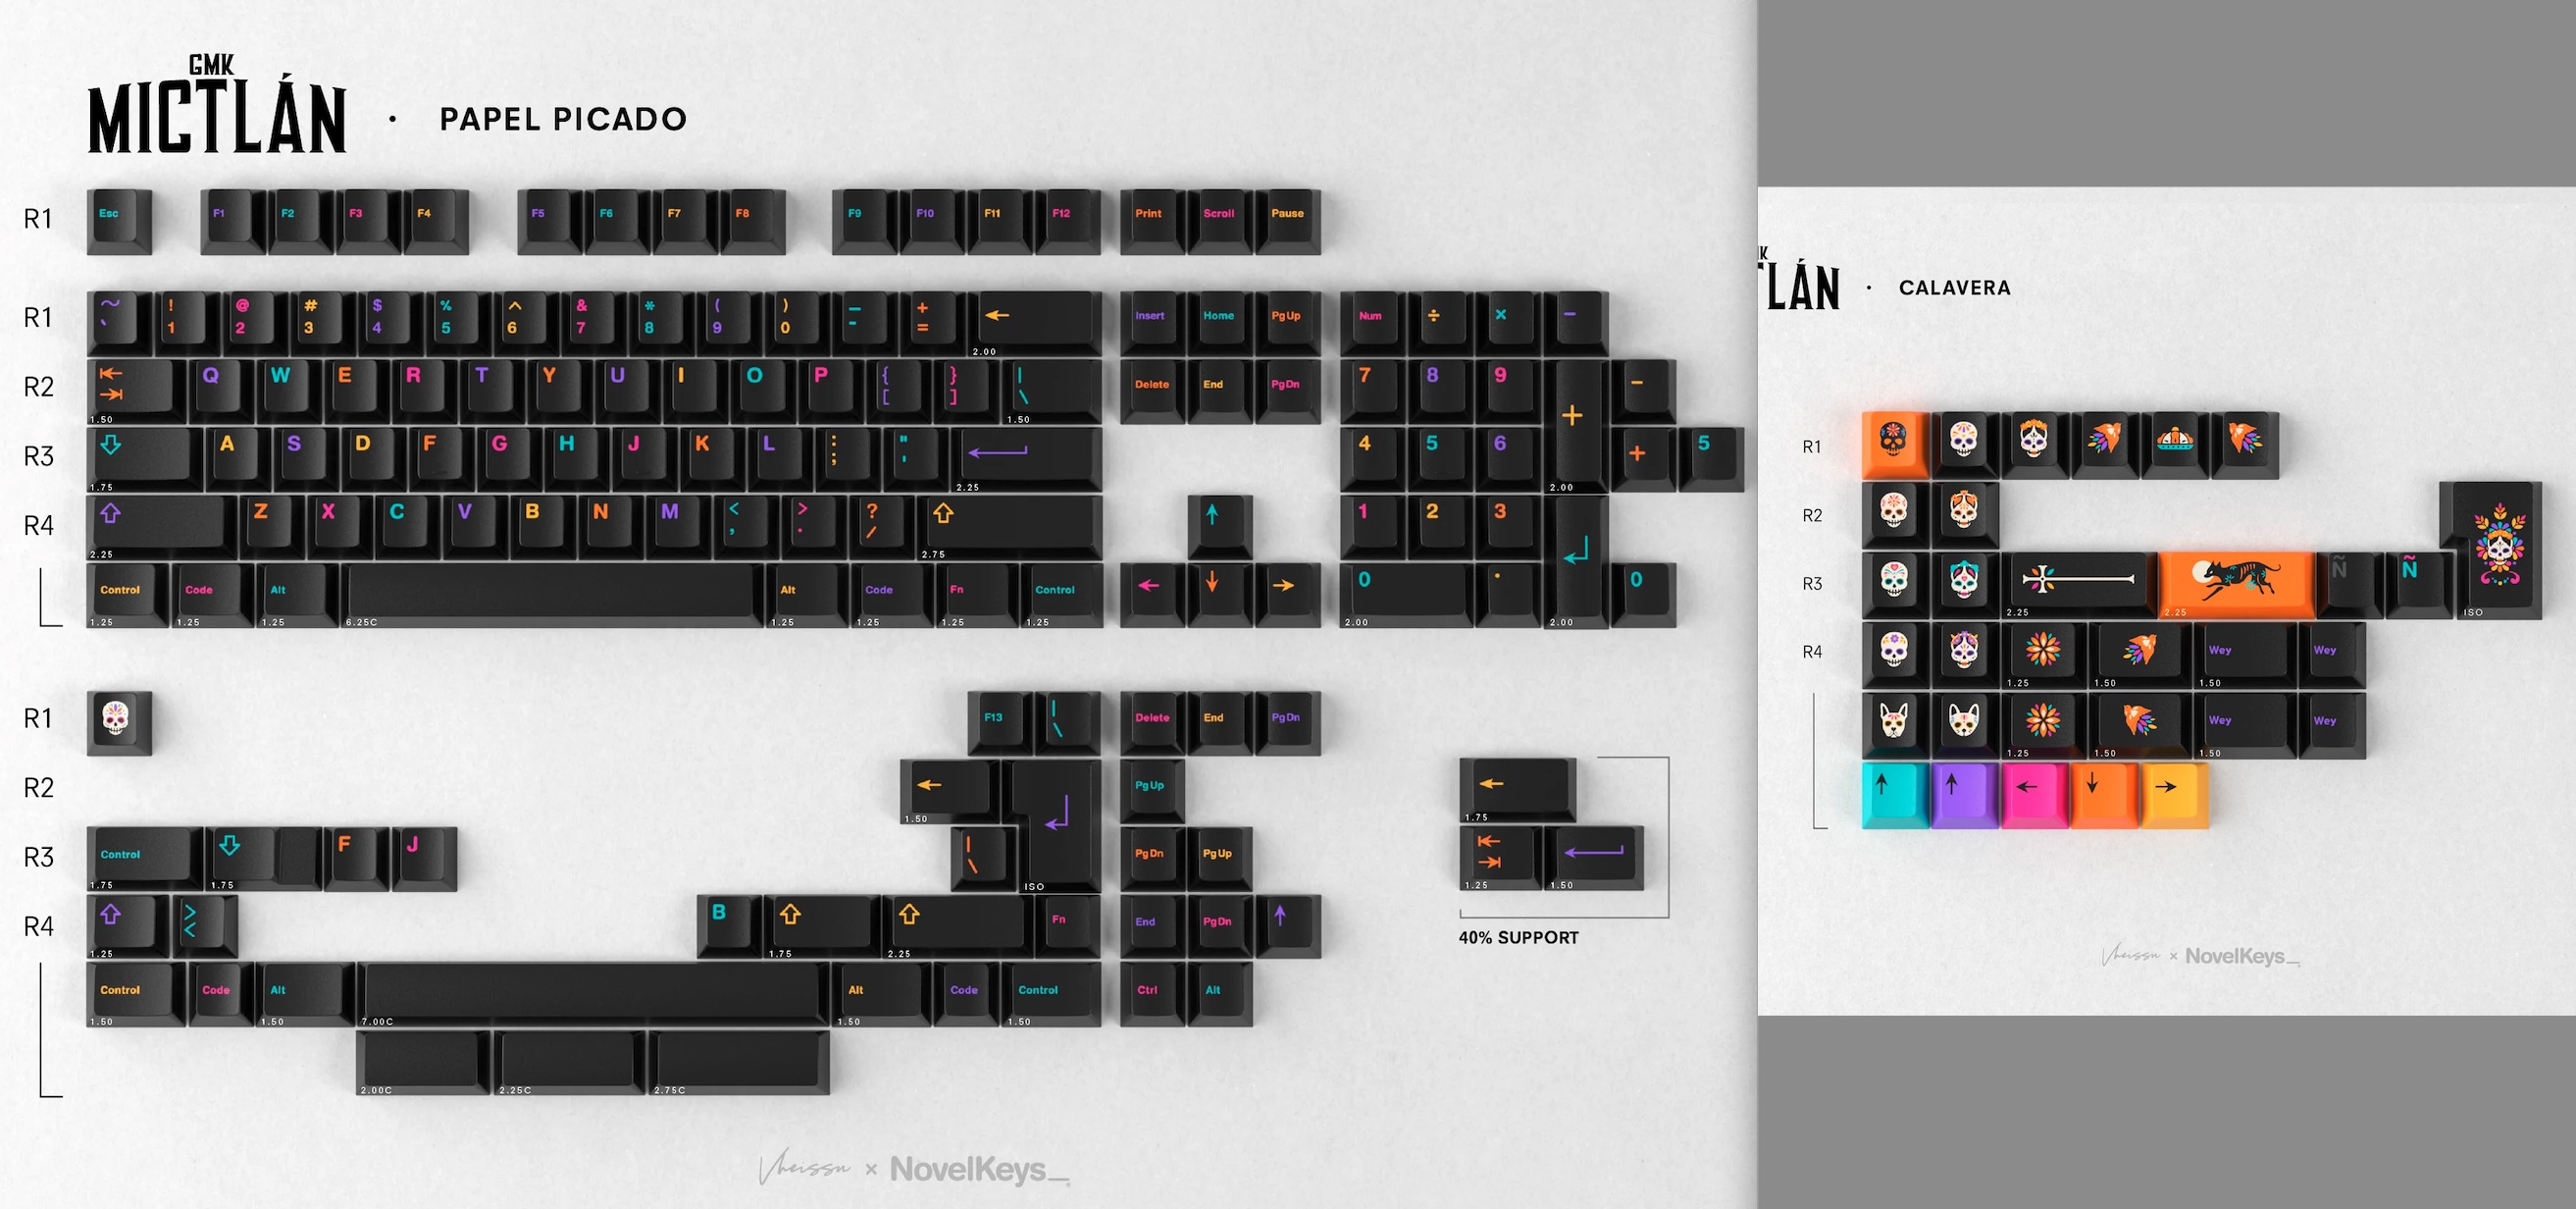 GMK
MICTLÁN · PAPEL PICADO
R1 Esc F1 F2 F3 F4 F5 F6 F7 F8 F9 F10 F11 F12 Print Scroll Pause
~ ! @ # $ % ^ & * ( ) _ +
R1 ` 1 2 3 4 5 6 7 8 9 0 - = ← Insert Home PgUp Num ÷ × −
2.00
R2 Q W E R T Y U I O P { } | Delete End PgDn 7 8 9 + −
[ ] \
1.50 1.50
R3 A S D F G H J K L : " 4 5 6 + 5
; '
1.75 2.25 2.00
R4 Z X C V B N M < > ? ↑ 1 2 3
, . /
2.25 2.75
Control Code Alt Alt Code Fn Control ← ↓ → 0 . 0
1.25 1.25 1.25 6.25C 1.25 1.25 1.25 1.25 2.00 2.00
R1 F13 | \ Delete End PgDn
R2 ← PgUp ←
1.50 1.75
R3 Control F J | \ PgDn PgUp
1.75 1.75 ISO 1.25 1.50
R4 > < B Fn End PgDn ↑
1.25 1.75 2.25
40% SUPPORT
Control Code Alt Alt Code Control Ctrl Alt
1.50 1.50 7.00C 1.50 1.50
2.00C 2.25C 2.75C
Vheissu × NovelKeys_
K
TLÁN · CALAVERA
R1
R2
R3 Ñ Ñ
2.25 2.25 ISO
R4 Wey Wey
1.25 1.50 1.50
Wey Wey
1.25 1.50 1.50
↑ ↑ ← ↓ →
Vheissu × NovelKeys_